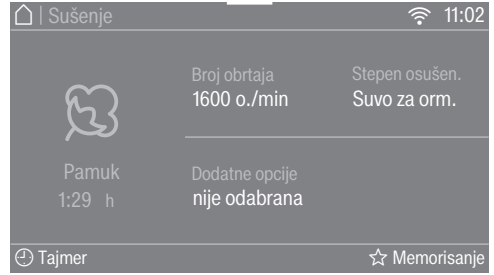 | Sušenje 11:02
Broj obrtaja Stepen osušen.
1600 o./min Suvo za orm.
Pamuk
1:29 h
Dodatne opcije
nije odabrana
Tajmer Memorisanje